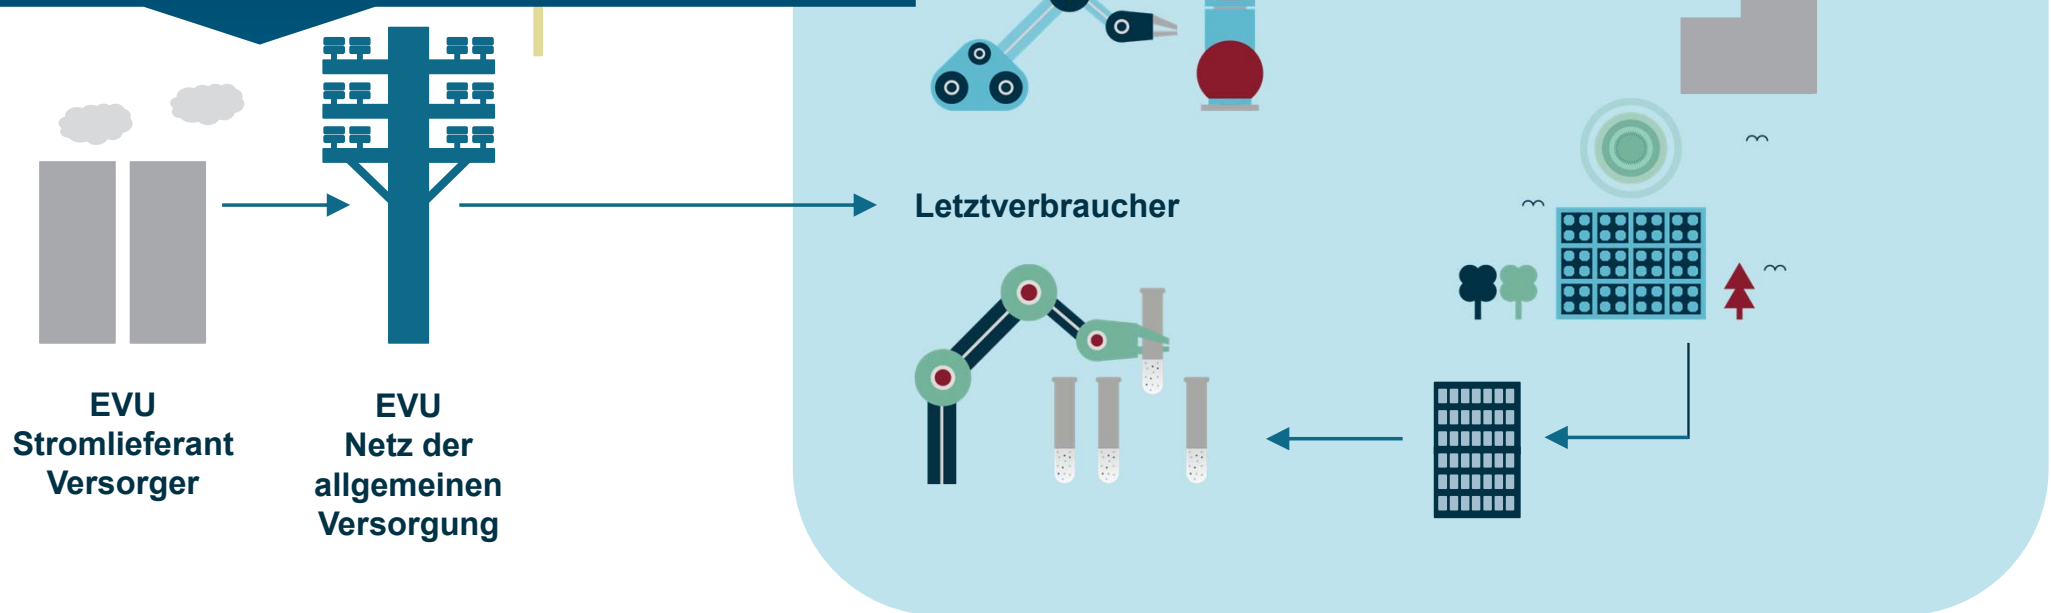 Letztverbraucher
EVU
Stromlieferant
Versorger
EVU
Netz der
allgemeinen
Versorgung